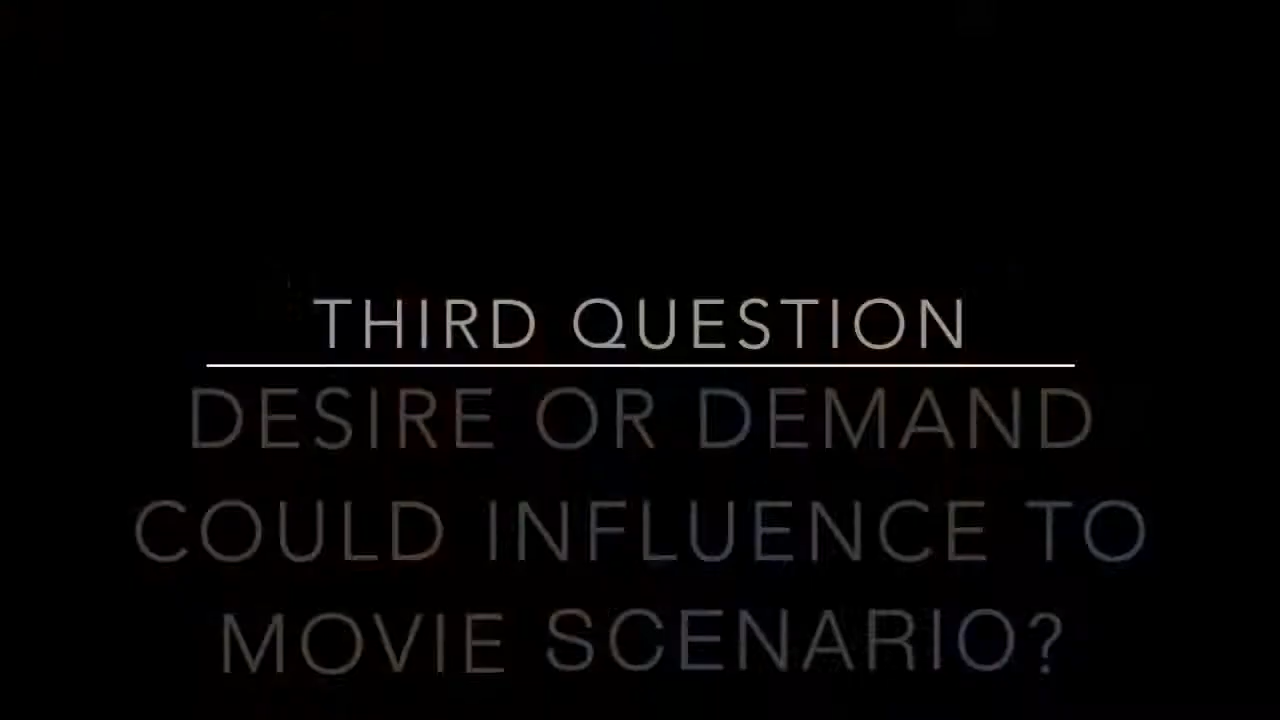 THIRD QUESTION
DESIRE OR DEMAND
COULD INFLUENCE TO
MOVIE SCENARIO?